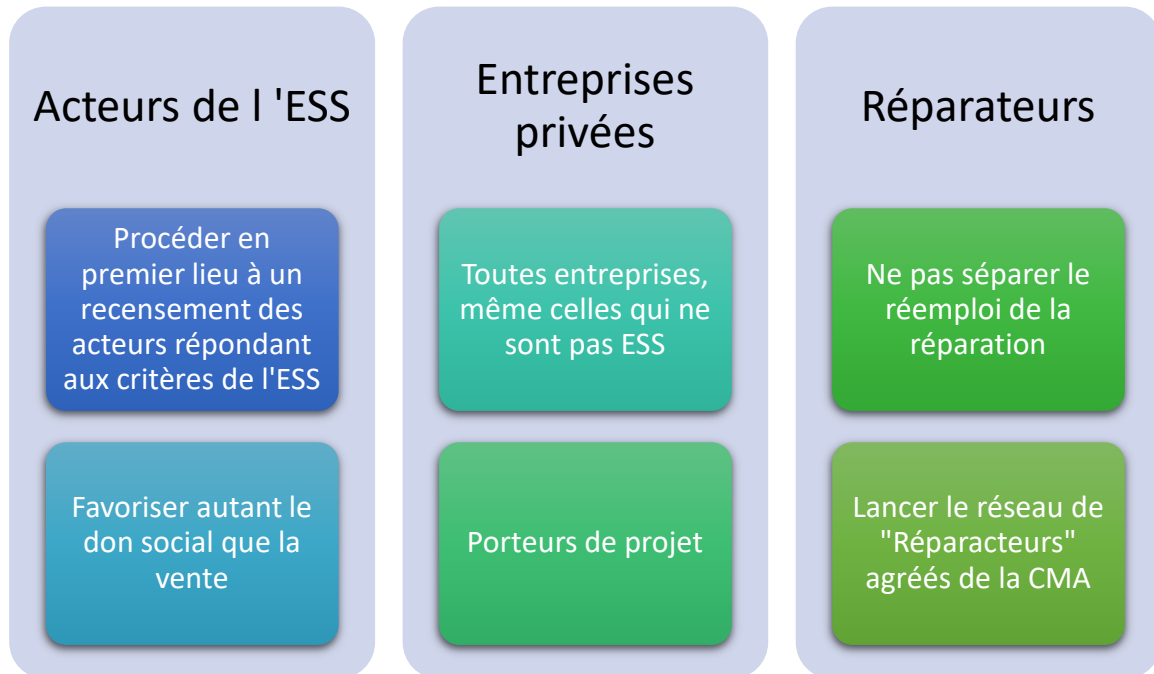 Acteurs de l 'ESS
Procéder en
premier lieu à un
recensement des
acteurs répondant
aux critères de l'ESS
Favoriser autant le
don social que la
vente
Entreprises
privées
Toutes entreprises,
même celles qui ne
sont pas ESS
Porteurs de projet
Réparateurs
Ne pas séparer le
réemploi de la
réparation
Lancer le réseau de
"Réparacteurs"
agréés de la CMA